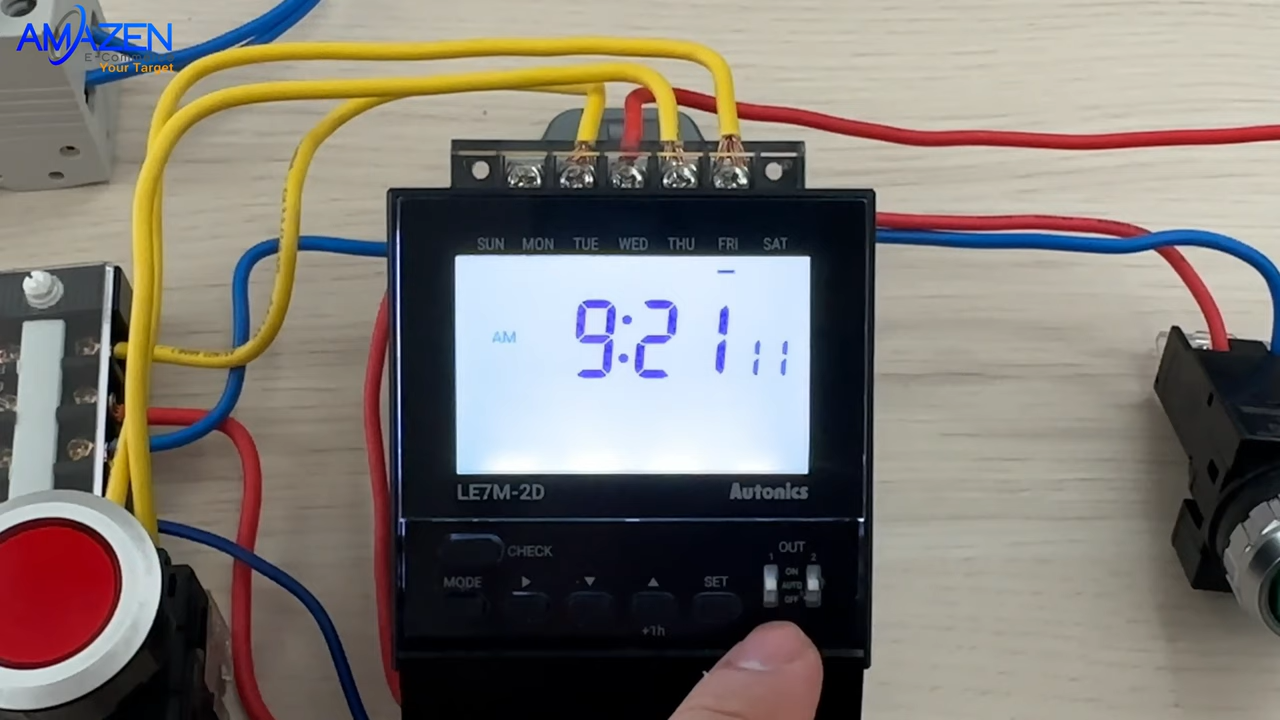 AMAZEN
Your Target
SUN MON TUE WED THU FRI SAT
AM 9:21 11
LE7M-2D Autonics
CHECK
OUT
1 2
MODE
SET
ON
AUTO
OFF
+1h